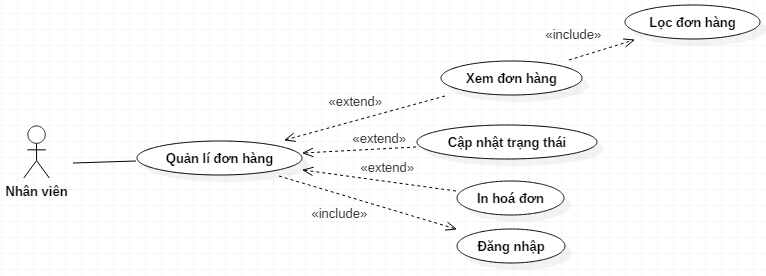 Lọc đơn hàng
«include»
Xem đơn hàng
«extend»
Cập nhật trạng thái
«extend»
Quản lí đơn hàng
«extend»
Nhân viên
In hoá đơn
«include»
Đăng nhập